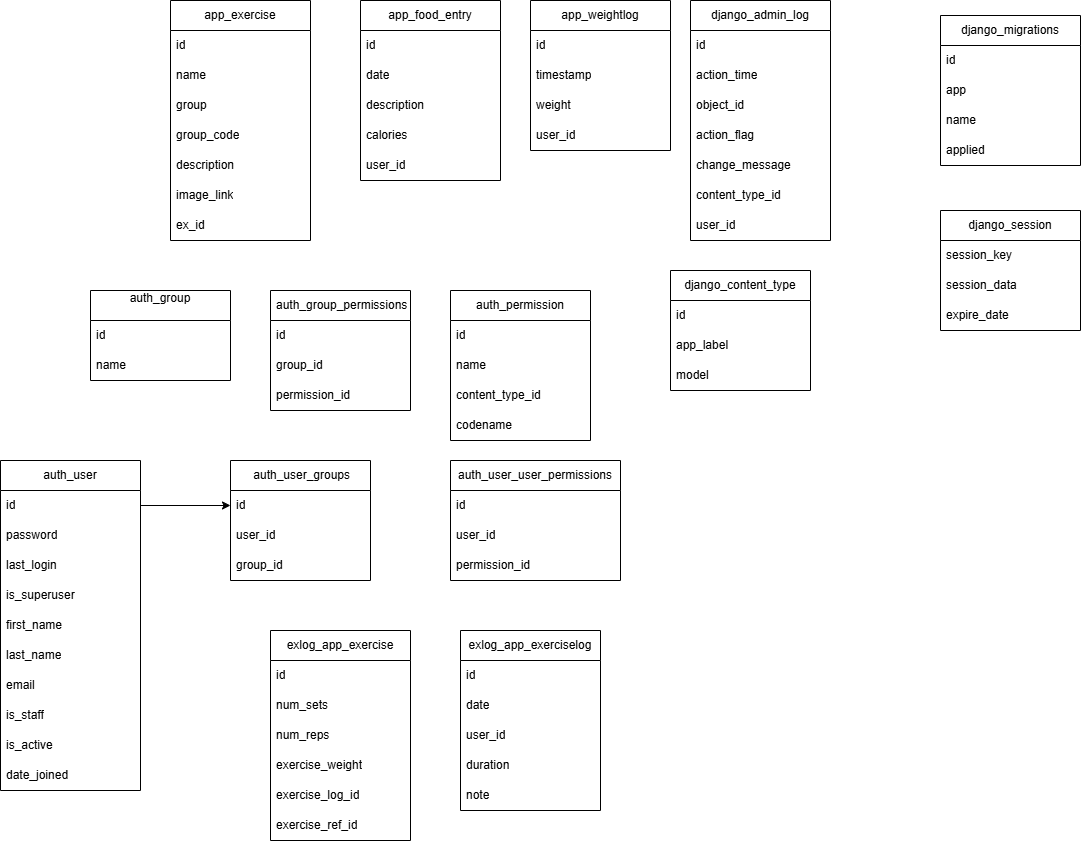 app_exercise
id
name
group
group_code
description
image_link
ex_id
app_food_entry
id
date
description
calories
user_id
app_weightlog
id
timestamp
weight
user_id
django_admin_log
id
action_time
object_id
action_flag
change_message
content_type_id
user_id
django_migrations
id
app
name
applied
django_session
session_key
session_data
expire_date
auth_group
id
name
auth_group_permissions
id
group_id
permission_id
auth_permission
id
name
content_type_id
codename
django_content_type
id
app_label
model
auth_user
id
password
last_login
is_superuser
first_name
last_name
email
is_staff
is_active
date_joined
auth_user_groups
id
user_id
group_id
auth_user_user_permissions
id
user_id
permission_id
exlog_app_exercise
id
num_sets
num_reps
exercise_weight
exercise_log_id
exercise_ref_id
exlog_app_exerciselog
id
date
user_id
duration
note